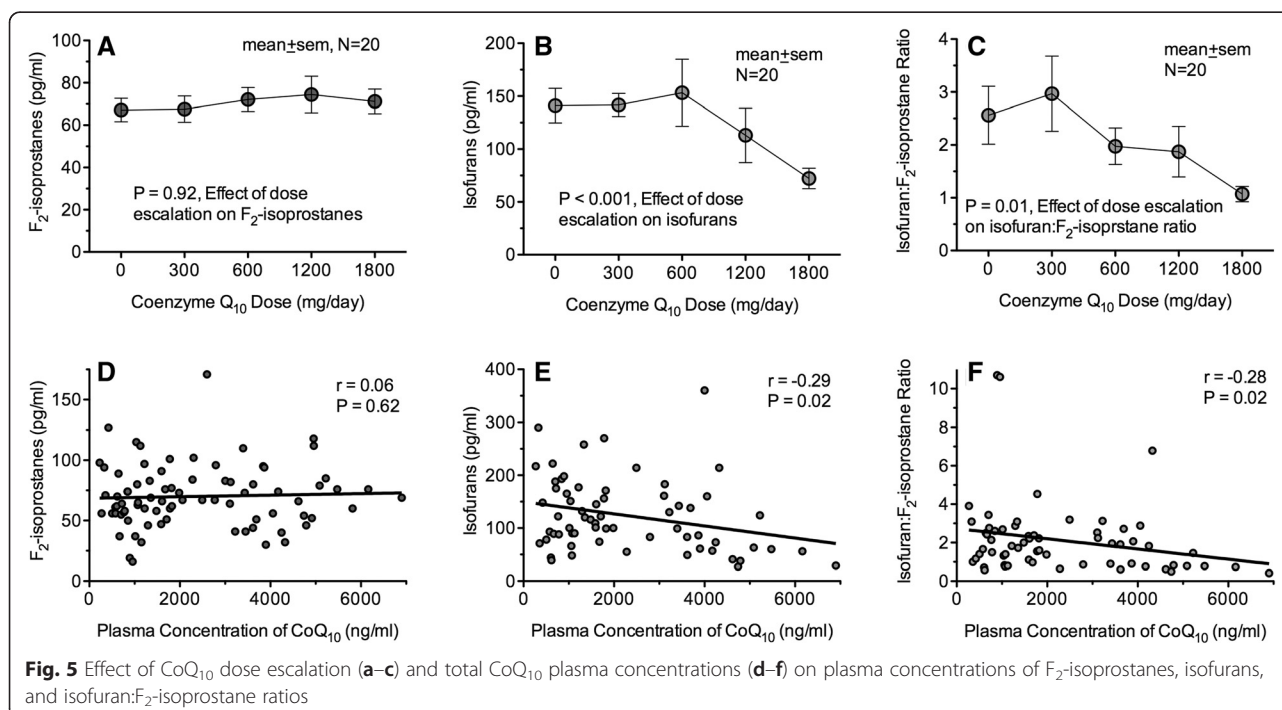 A
mean±sem, N=20
100
80
60
40
20
0
F₂-isoprostanes (pg/ml)
P = 0.92, Effect of dose
escalation on F₂-isoprostanes
0 300 600 1200 1800
Coenzyme Q₁₀ Dose (mg/day)
B
mean±sem
N=20
200
150
100
50
0
Isofurans (pg/ml)
P < 0.001, Effect of dose
escalation on isofurans
0 300 600 1200 1800
Coenzyme Q₁₀ Dose (mg/day)
C
mean±sem
N=20
4
3
2
1
0
Isofuran:F₂-isoprostane Ratio
P = 0.01, Effect of dose escalation
on isofuran:F₂-isoprstane ratio
0 300 600 1200 1800
Coenzyme Q₁₀ Dose (mg/day)
D
r = 0.06
P = 0.62
150
100
50
0
F₂-isoprostanes (pg/ml)
0 2000 4000 6000
Plasma Concentration of CoQ₁₀ (ng/ml)
E
r = -0.29
P = 0.02
400
300
200
100
0
Isofurans (pg/ml)
0 2000 4000 6000
Plasma Concentration of CoQ₁₀ (ng/ml)
F
r = -0.28
P = 0.02
10
8
6
4
2
0
Isofuran:F₂-isoprostane Ratio
0 2000 4000 6000
Plasma Concentration of CoQ₁₀ (ng/ml)
Fig. 5 Effect of CoQ₁₀ dose escalation (a–c) and total CoQ₁₀ plasma concentrations (d–f) on plasma concentrations of F₂-isoprostanes, isofurans,
and isofuran:F₂-isoprostane ratios